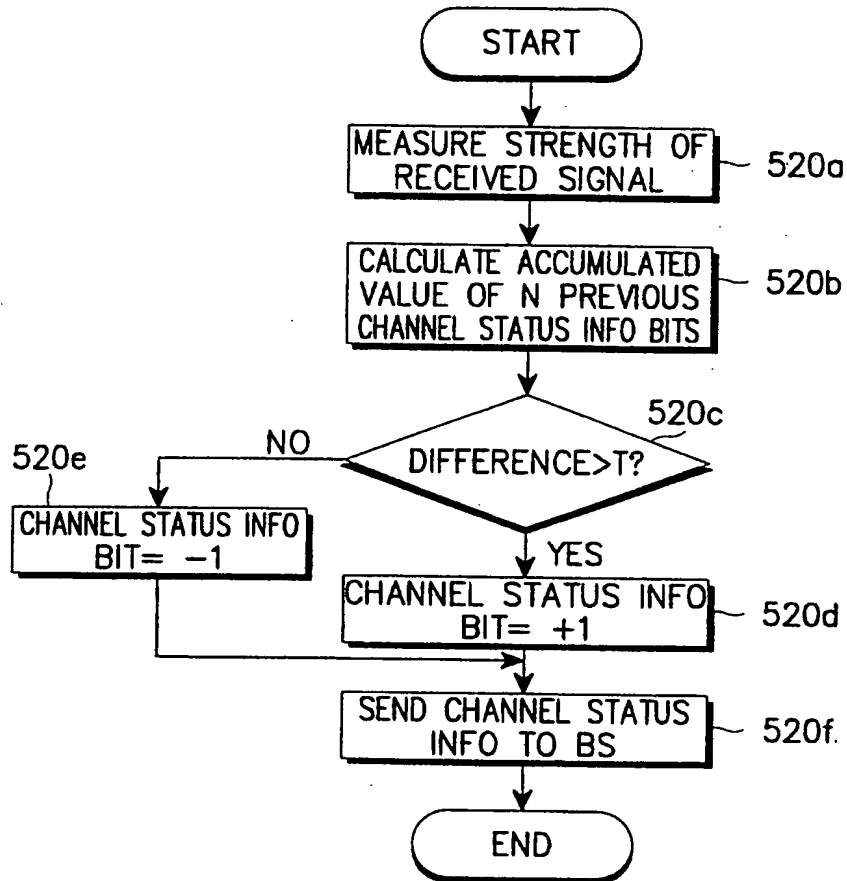 START
MEASURE STRENGTH OF
RECEIVED SIGNAL
520a
CALCULATE ACCUMULATED
VALUE OF N PREVIOUS
CHANNEL STATUS INFO BITS
520b
520c
DIFFERENCE>T?
NO
520e
CHANNEL STATUS INFO
BIT= -1
YES
CHANNEL STATUS INFO
BIT= +1
520d
SEND CHANNEL STATUS
INFO TO BS
520f.
END